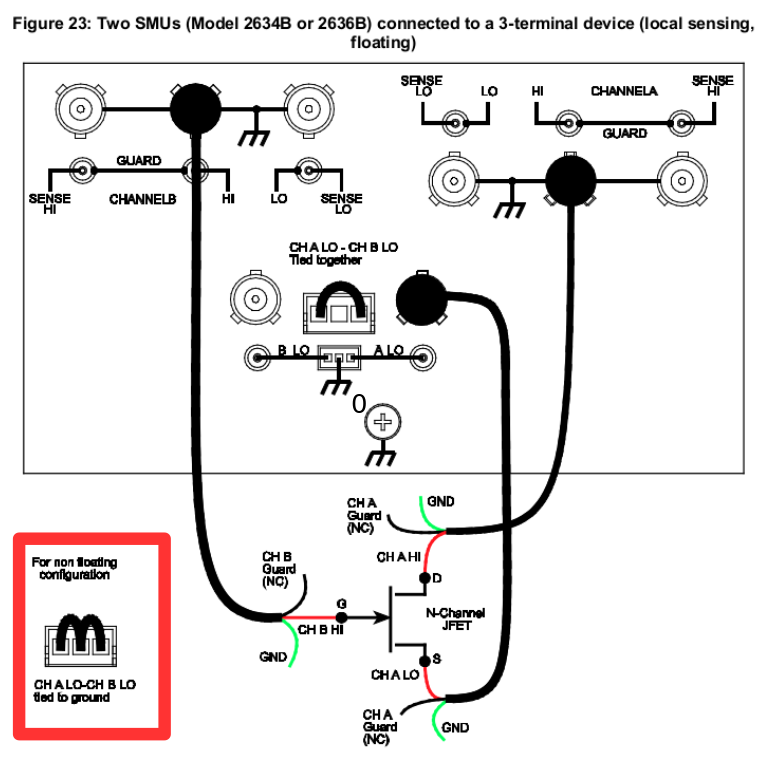 Figure 23: Two SMUs (Model 2634B or 2636B) connected to a 3-terminal device (local sensing,
floating)
SENSE
LO
LO
HI
CHANNELA
SENSE
HI
GUARD
GUARD
SENSE
HI
CHANNELB
HI
LO
SENSE
LO
CH A LO - CH B LO
Tied together
B LO
A LO
0
CH A
Guard
(NC)
GND
CH A HI
D
For non floating
configuration
CH A LO-CH B LO
tied to ground
CH B
Guard
(NC)
G
CH B HI
GND
N-Channel
JFET
S
CH A LO
CH A
Guard
(NC)
GND